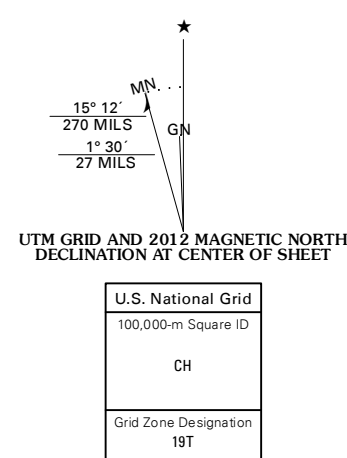 ★
MN
15° 12´
270 MILS
GN
1° 30´
27 MILS
UTM GRID AND 2012 MAGNETIC NORTH
DECLINATION AT CENTER OF SHEET
U.S. National Grid
100,000-m Square ID
CH
Grid Zone Designation
19T